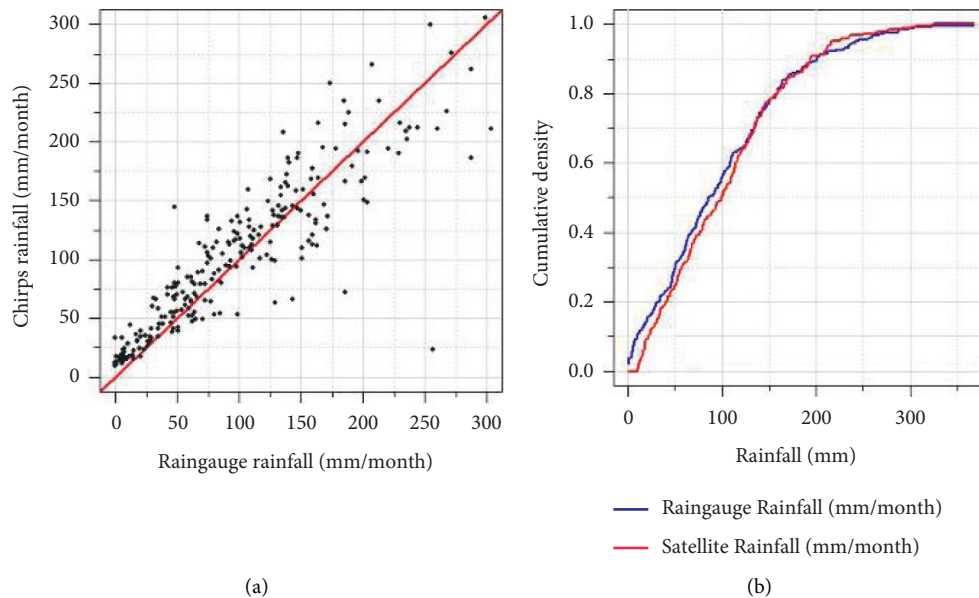 300
250
200
150
100
50
0
Chirps rainfall (mm/month)
0 50 100 150 200 250 300
Raingauge rainfall (mm/month)
(a)
1.0
0.8
0.6
0.4
0.2
0.0
Cumulative density
0 100 200 300
Rainfall (mm)
Raingauge Rainfall (mm/month)
Satellite Rainfall (mm/month)
(b)